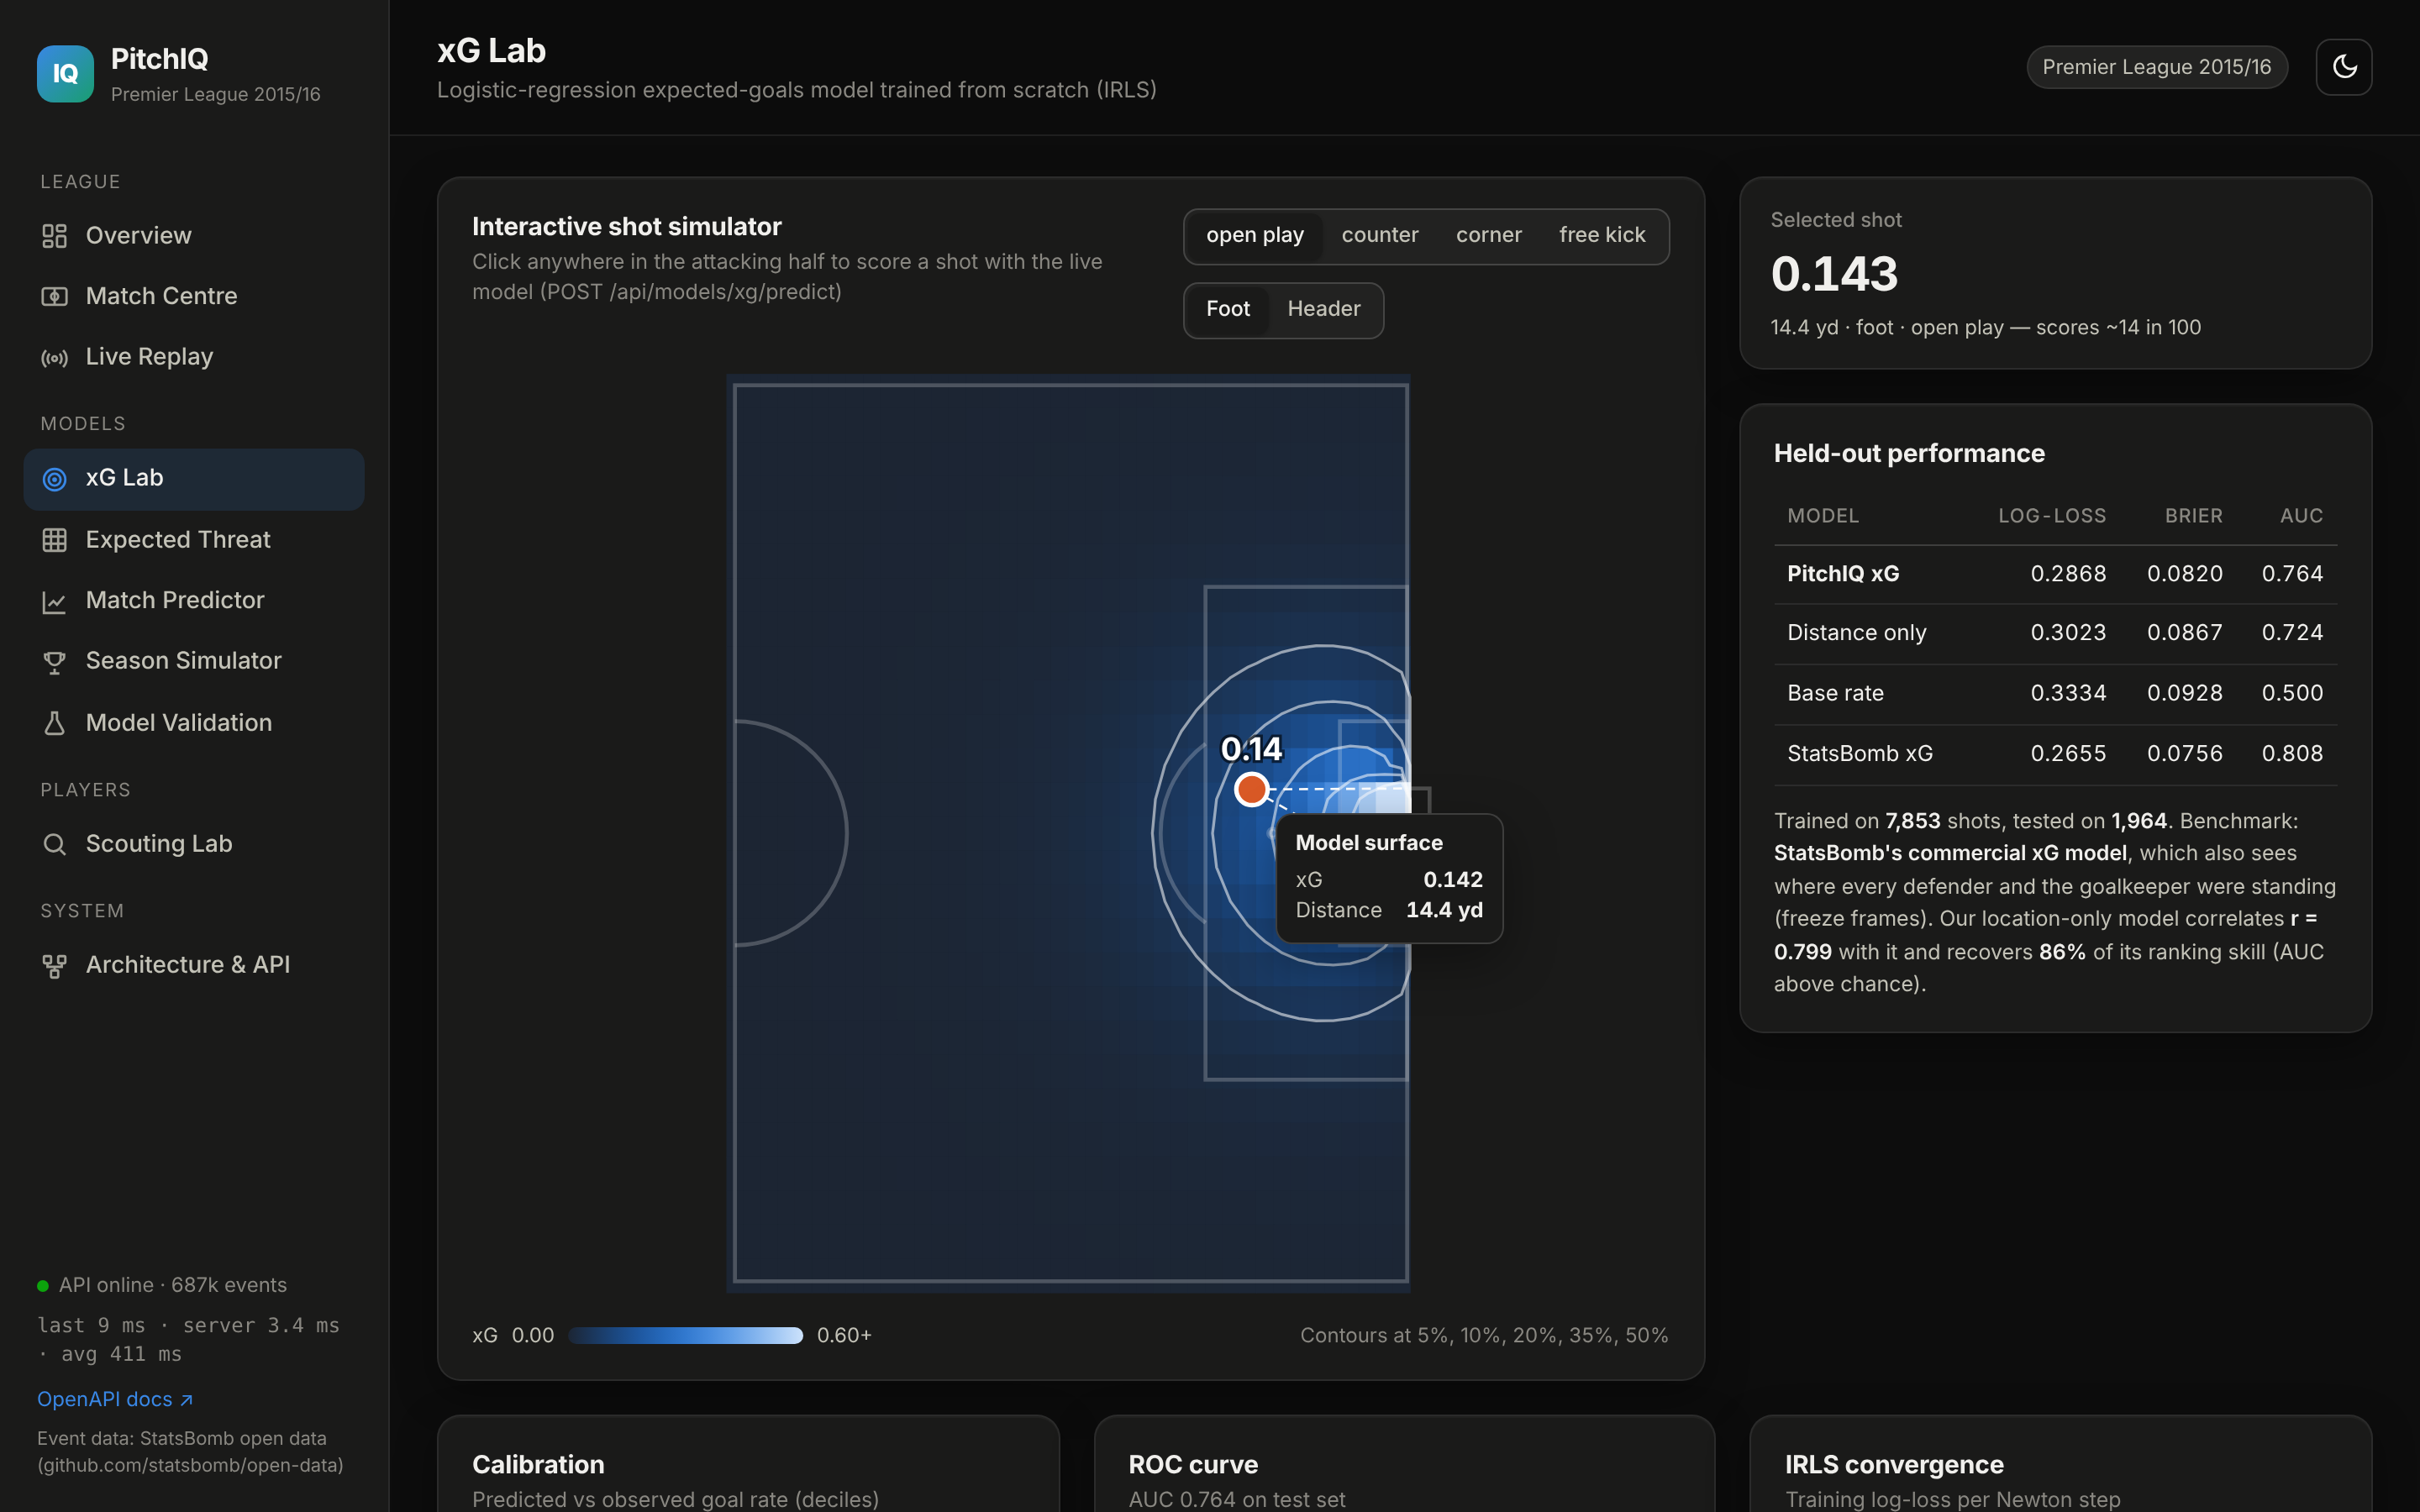 IQ
PitchIQ
Premier League 2015/16
LEAGUE
Overview
Match Centre
Live Replay
MODELS
xG Lab
Expected Threat
Match Predictor
Season Simulator
Model Validation
PLAYERS
Scouting Lab
SYSTEM
Architecture & API
API online · 687k events
last 9 ms · server 3.4 ms
· avg 411 ms
OpenAPI docs ↗
Event data: StatsBomb open data
(github.com/statsbomb/open-data)
xG Lab
Logistic-regression expected-goals model trained from scratch (IRLS)
Premier League 2015/16
Interactive shot simulator
Click anywhere in the attacking half to score a shot with the live
model (POST /api/models/xg/predict)
open play counter corner free kick
Foot Header
0.14
Model surface
xG 0.142
Distance 14.4 yd
xG 0.00 0.60+
Contours at 5%, 10%, 20%, 35%, 50%
Selected shot
0.143
14.4 yd · foot · open play — scores ~14 in 100
Held-out performance
MODEL LOG-LOSS BRIER AUC
PitchIQ xG 0.2868 0.0820 0.764
Distance only 0.3023 0.0867 0.724
Base rate 0.3334 0.0928 0.500
StatsBomb xG 0.2655 0.0756 0.808
Trained on 7,853 shots, tested on 1,964. Benchmark:
StatsBomb's commercial xG model, which also sees
where every defender and the goalkeeper were standing
(freeze frames). Our location-only model correlates r =
0.799 with it and recovers 86% of its ranking skill (AUC
above chance).
Calibration
Predicted vs observed goal rate (deciles)
ROC curve
AUC 0.764 on test set
IRLS convergence
Training log-loss per Newton step